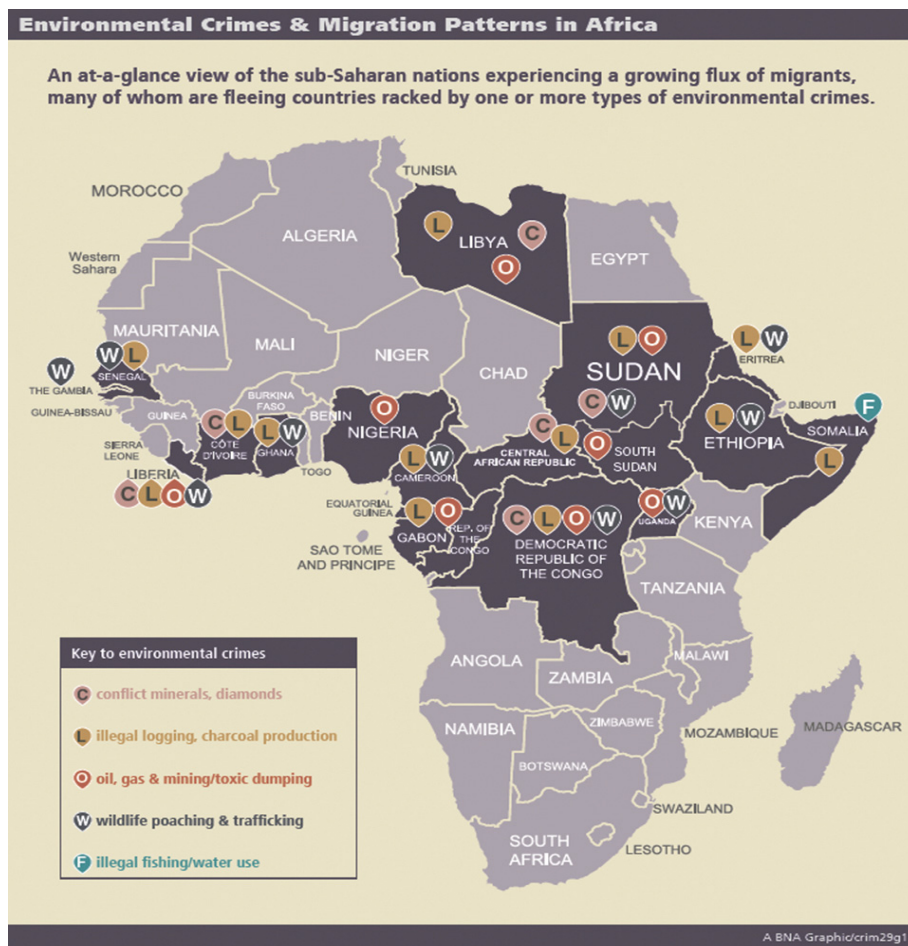 Environmental Crimes & Migration Patterns in Africa
An at-a-glance view of the sub-Saharan nations experiencing a growing flux of migrants,
many of whom are fleeing countries racked by one or more types of environmental crimes.
TUNISIA
MOROCCO
ALGERIA
L
LIBYA
C
O
EGYPT
Western
Sahara
MAURITANIA
MALI
NIGER
CHAD
L O
SUDAN
C W
L W
ERITREA
W L
SENEGAL
W
THE GAMBIA
GUINEA-BISSAU
GUINEA
BURKINA
FASO
BENIN
O
NIGERIA
DJIBOUTI
F
SOMALIA
L
L W
ETHIOPIA
C L
CÔTE
D'IVOIRE
L W
GHANA
SIERRA
LEONE
LIBERIA
C L O W
TOGO
C L
CENTRAL
AFRICAN REPUBLIC
O
SOUTH
SUDAN
L W
CAMEROON
EQUATORIAL
GUINEA
L O
GABON
REP. OF
THE
CONGO
SAO TOME
AND PRINCIPE
C L O W
DEMOCRATIC
REPUBLIC OF
THE CONGO
O W
UGANDA
KENYA
TANZANIA
ANGOLA
ZAMBIA
MALAWI
NAMIBIA
ZIMBABWE
MOZAMBIQUE
MADAGASCAR
BOTSWANA
SWAZILAND
SOUTH
AFRICA
LESOTHO
Key to environmental crimes
C conflict minerals, diamonds
L illegal logging, charcoal production
O oil, gas & mining/toxic dumping
W wildlife poaching & trafficking
F illegal fishing/water use
A BNA Graphic/crim29g1